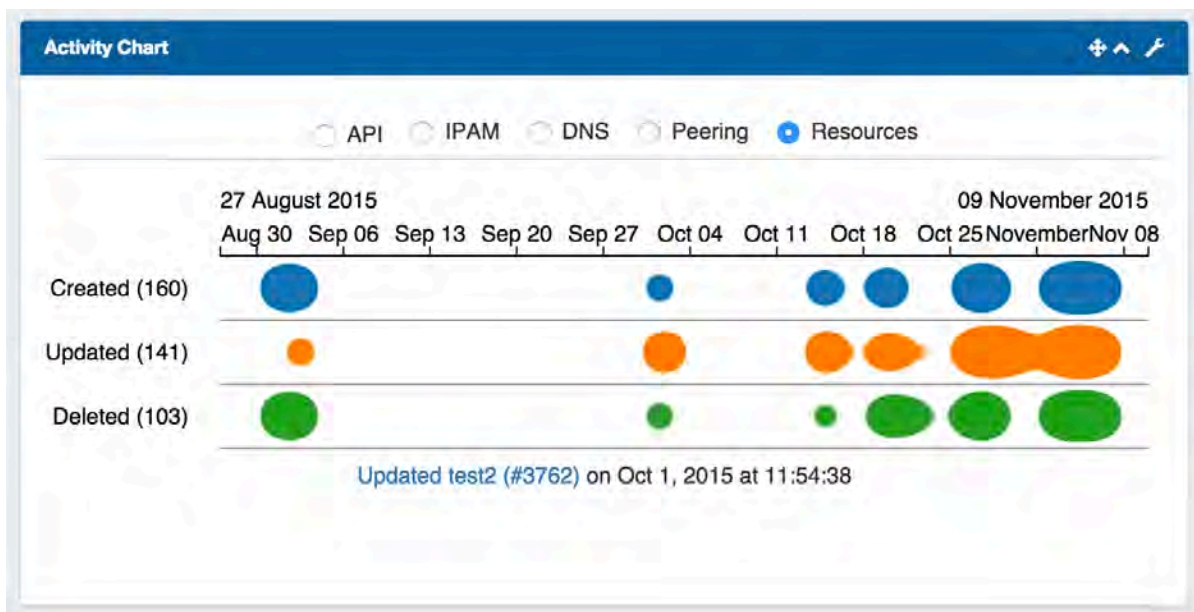 Activity Chart
API IPAM DNS Peering Resources
27 August 2015 09 November 2015
Aug 30 Sep 06 Sep 13 Sep 20 Sep 27 Oct 04 Oct 11 Oct 18 Oct 25 November Nov 08
Created (160)
Updated (141)
Deleted (103)
Updated test2 (#3762) on Oct 1, 2015 at 11:54:38